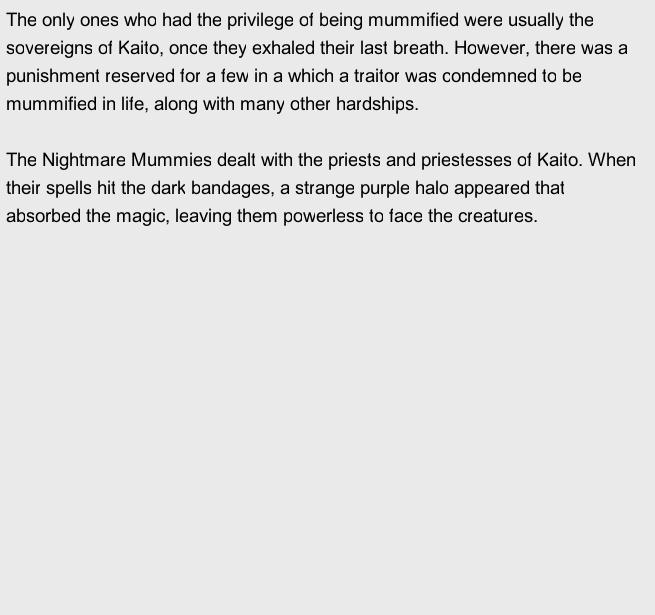 The only ones who had the privilege of being mummified were usually the
sovereigns of Kaito, once they exhaled their last breath. However, there was a
punishment reserved for a few in a which a traitor was condemned to be
mummified in life, along with many other hardships.
The Nightmare Mummies dealt with the priests and priestesses of Kaito. When
their spells hit the dark bandages, a strange purple halo appeared that
absorbed the magic, leaving them powerless to face the creatures.